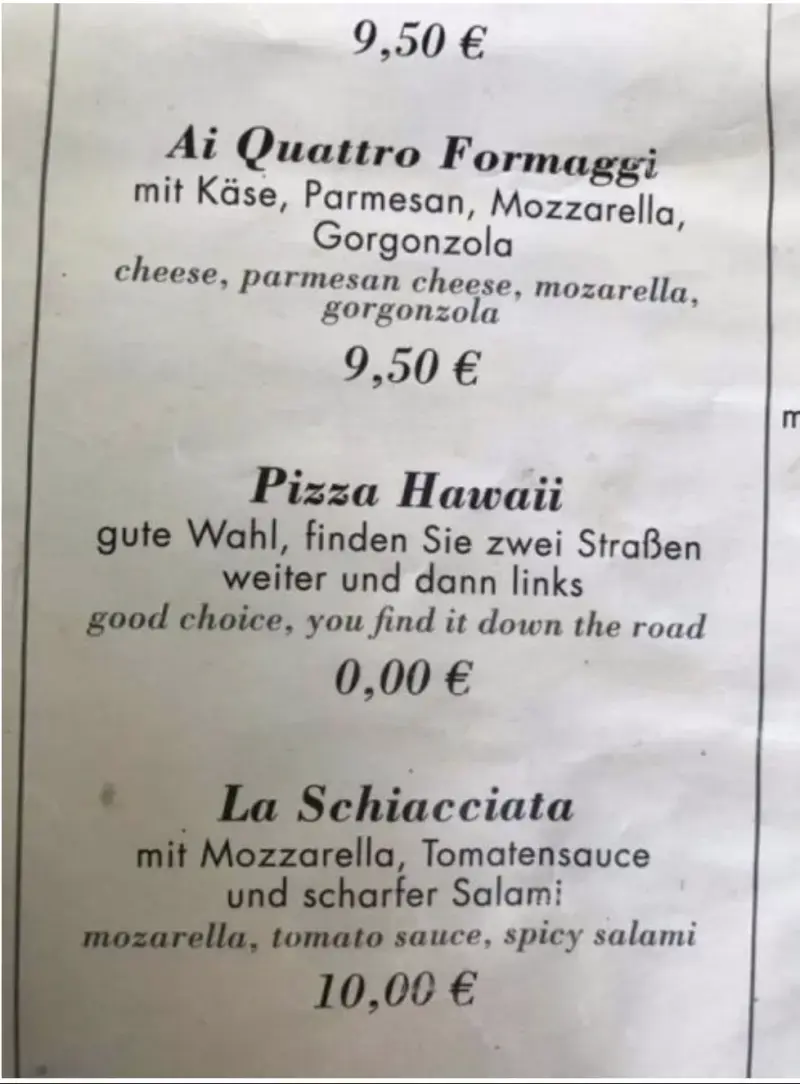 9,50 €
Ai Quattro Formaggi
mit Käse, Parmesan, Mozzarella,
Gorgonzola
cheese, parmesan cheese, mozarella,
gorgonzola
9,50 €
Pizza Hawaii
gute Wahl, finden Sie zwei Straßen
weiter und dann links
good choice, you find it down the road
0,00 €
La Schiacciata
mit Mozzarella, Tomatensauce
und scharfer Salami
mozarella, tomato sauce, spicy salami
10,00 €